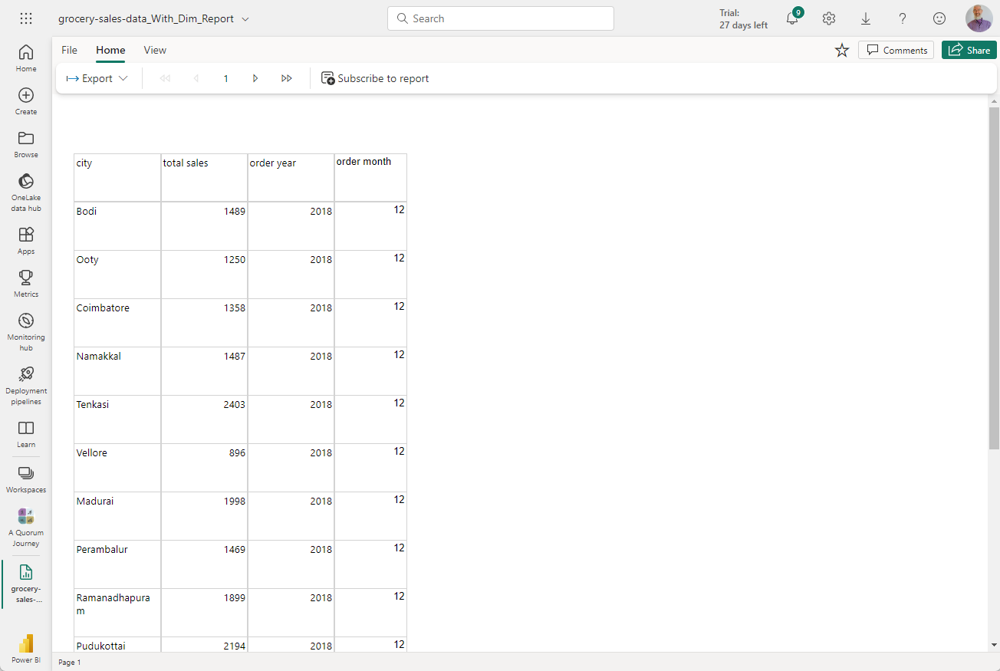 grocery-sales-data_With_Dim_Report
Search
Trial:
27 days left
9
File
Home
View
Comments
Share
Export
1
Subscribe to report
Home
Create
Browse
OneLake
data hub
Apps
Metrics
Monitoring
hub
Deployment
pipelines
Learn
Workspaces
A Quorum
Journey
grocery-
sales-...
Power BI
city total sales order year order month
Bodi 1489 2018 12
Ooty 1250 2018 12
Coimbatore 1358 2018 12
Namakkal 1487 2018 12
Tenkasi 2403 2018 12
Vellore 896 2018 12
Madurai 1998 2018 12
Perambalur 1469 2018 12
Ramanadhapura 1899 2018 12
m
Pudukottai 2194 2018 12
Page 1